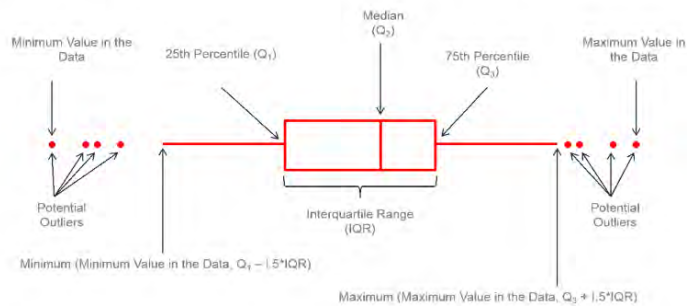 Median
(Q2)
Minimum Value in the
Data
25th Percentile (Q1)
75th Percentile
(Q3)
Maximum Value in
the Data
Potential
Outliers
Interquartile Range
(IQR)
Potential
Outliers
Minimum (Minimum Value in the Data, Q1 – 1.5*IQR)
Maximum (Maximum Value in the Data, Q3 + 1.5*IQR)